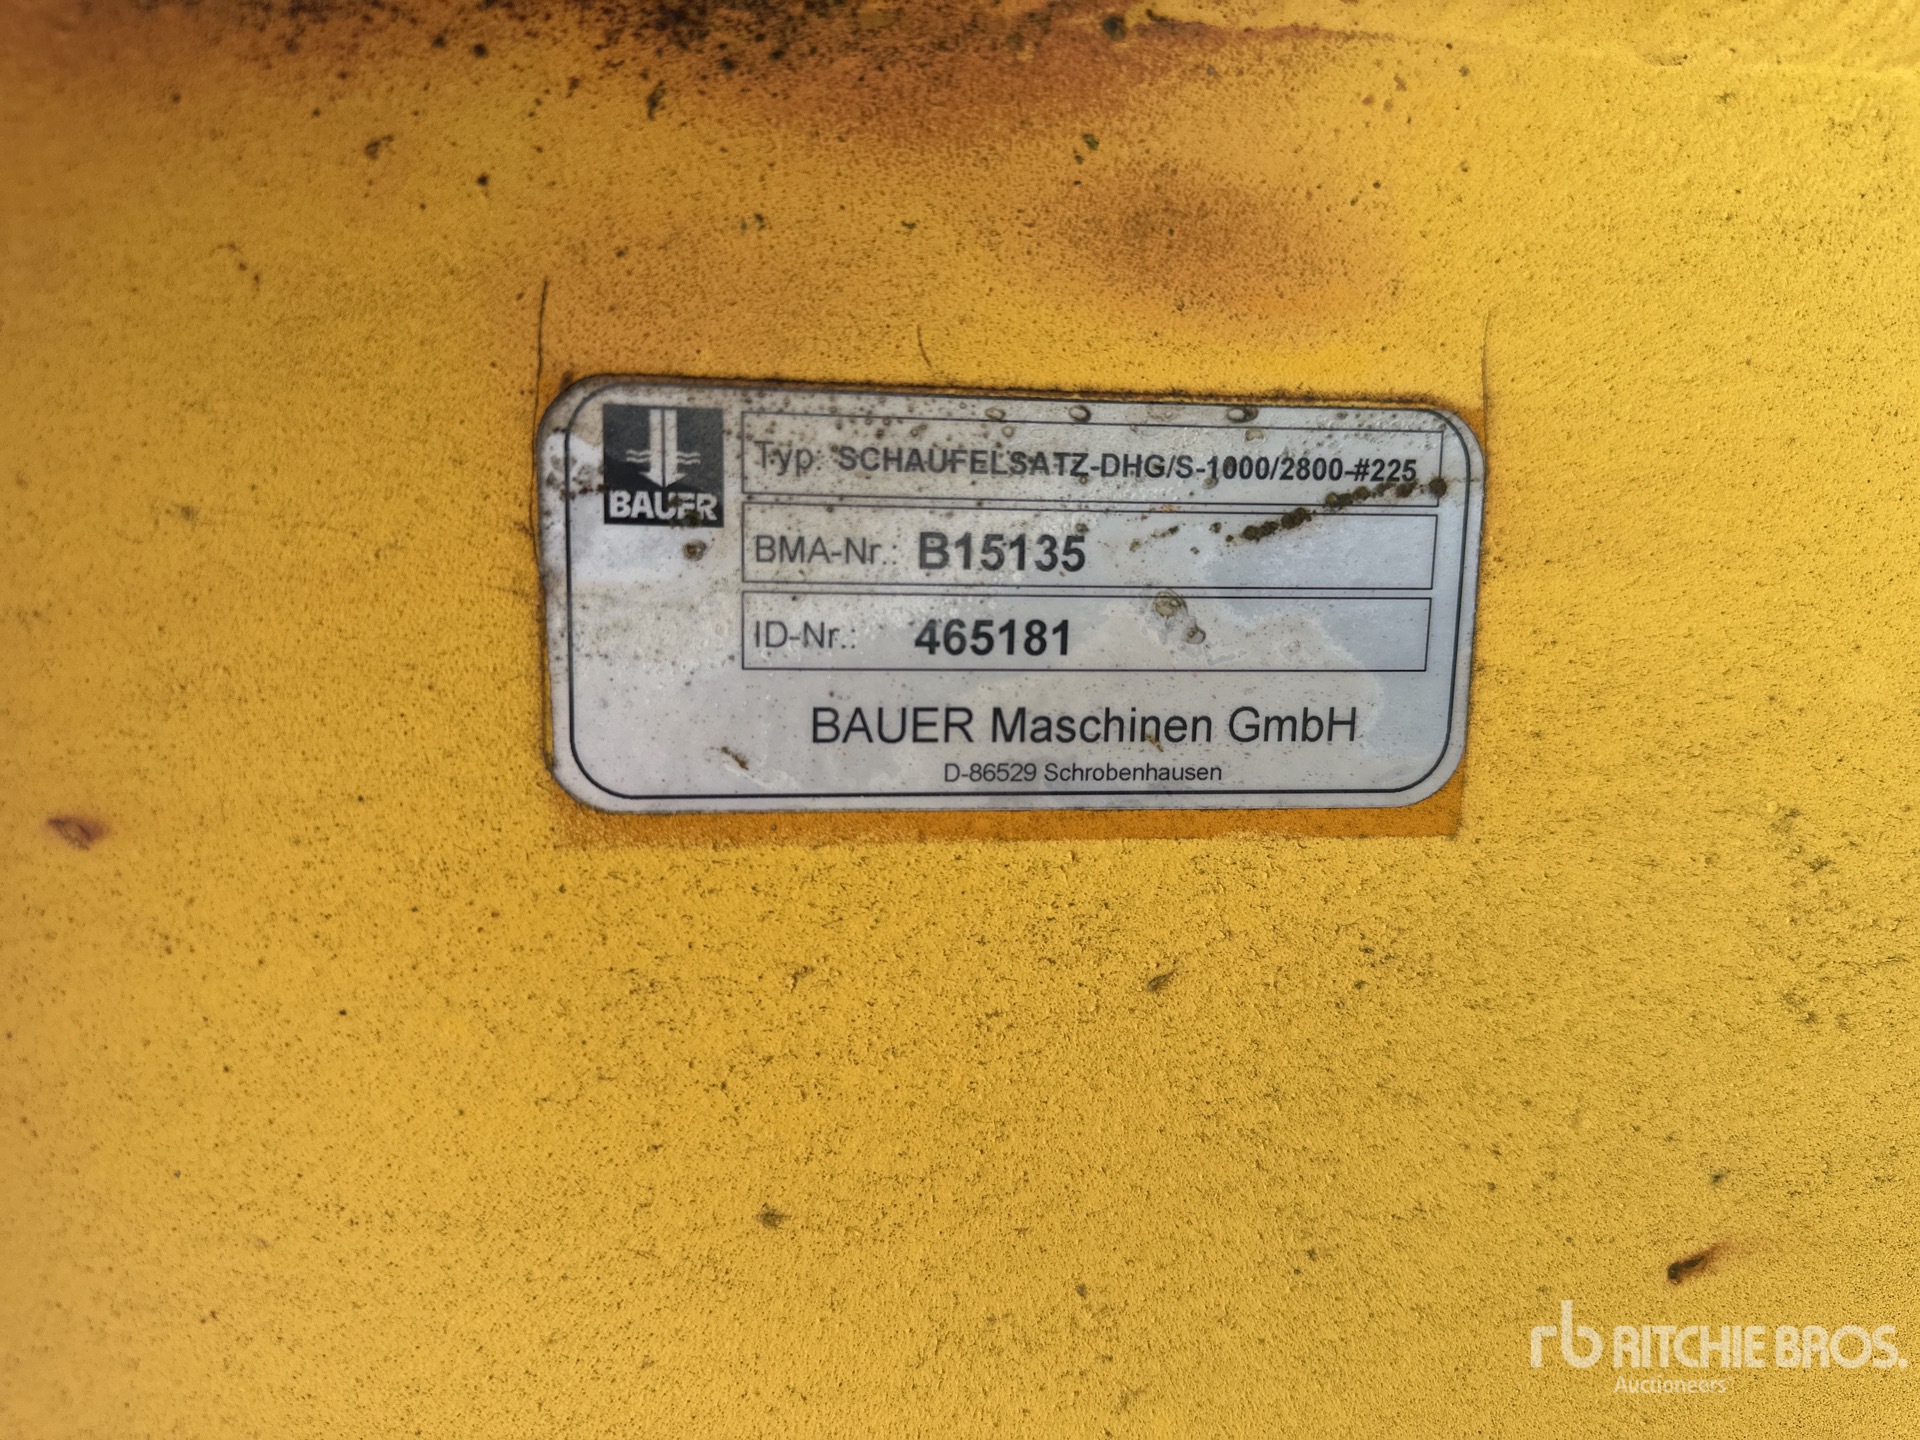 BAUER
Typ: SCHAUFELSATZ-DHG/S-1000/2800-#225
BMA-Nr.: B15135
ID-Nr.: 465181
BAUER Maschinen GmbH
D-86529 Schrobenhausen
rb RITCHIE BROS.
Auctioneers